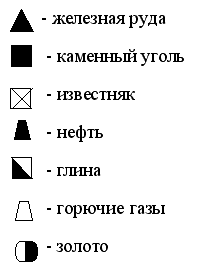 - железная руда
- каменный уголь
- известняк
- нефть
- глина
- горючие газы
- золото